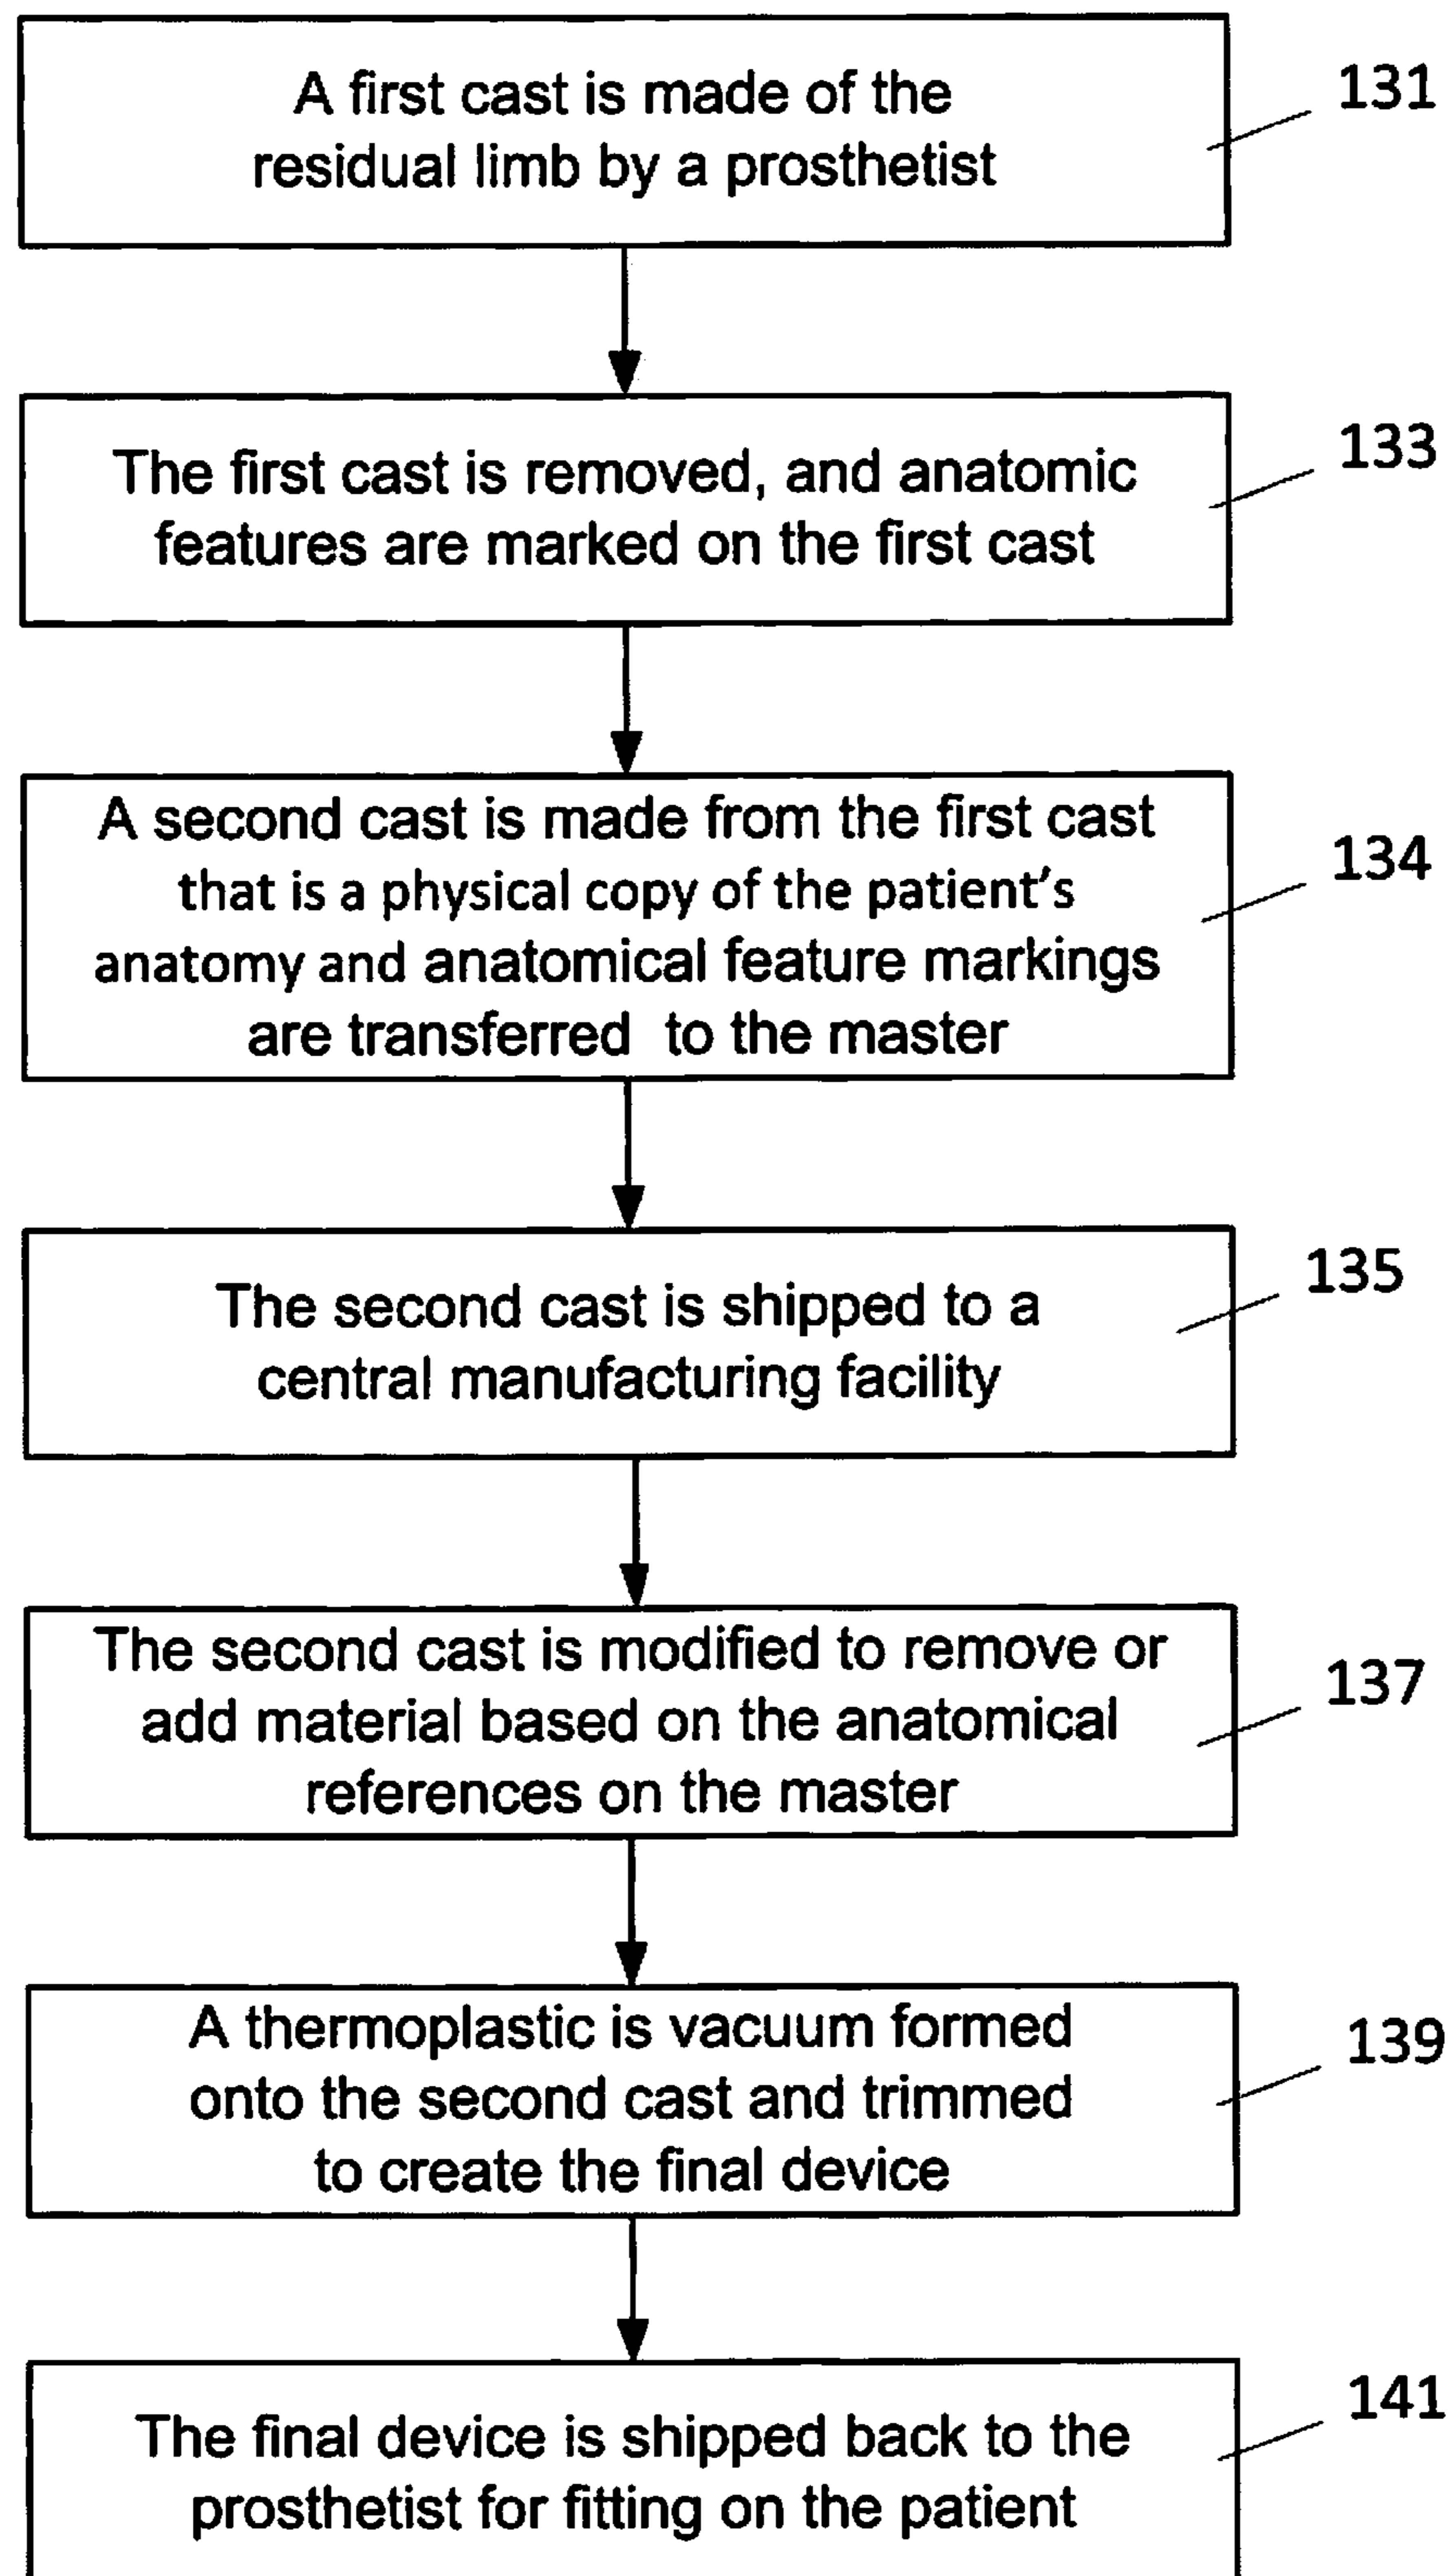 A first cast is made of the
residual limb by a prosthetist
131
The first cast is removed, and anatomic
features are marked on the first cast
133
A second cast is made from the first cast
that is a physical copy of the patient's
anatomy and anatomical feature markings
are transferred to the master
134
The second cast is shipped to a
central manufacturing facility
135
The second cast is modified to remove or
add material based on the anatomical
references on the master
137
A thermoplastic is vacuum formed
onto the second cast and trimmed
to create the final device
139
The final device is shipped back to the
prosthetist for fitting on the patient
141